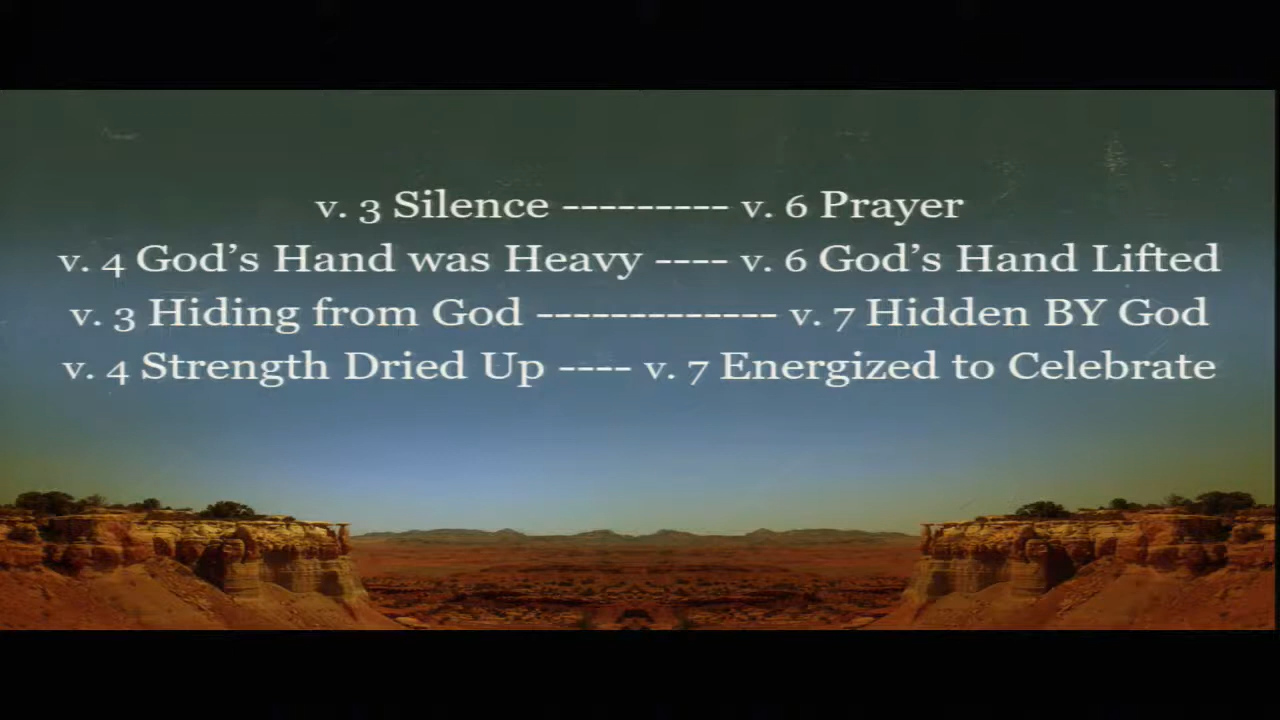 v. 3 Silence --------- v. 6 Prayer
v. 4 God’s Hand was Heavy ---- v. 6 God’s Hand Lifted
v. 3 Hiding from God ------------- v. 7 Hidden BY God
v. 4 Strength Dried Up ---- v. 7 Energized to Celebrate